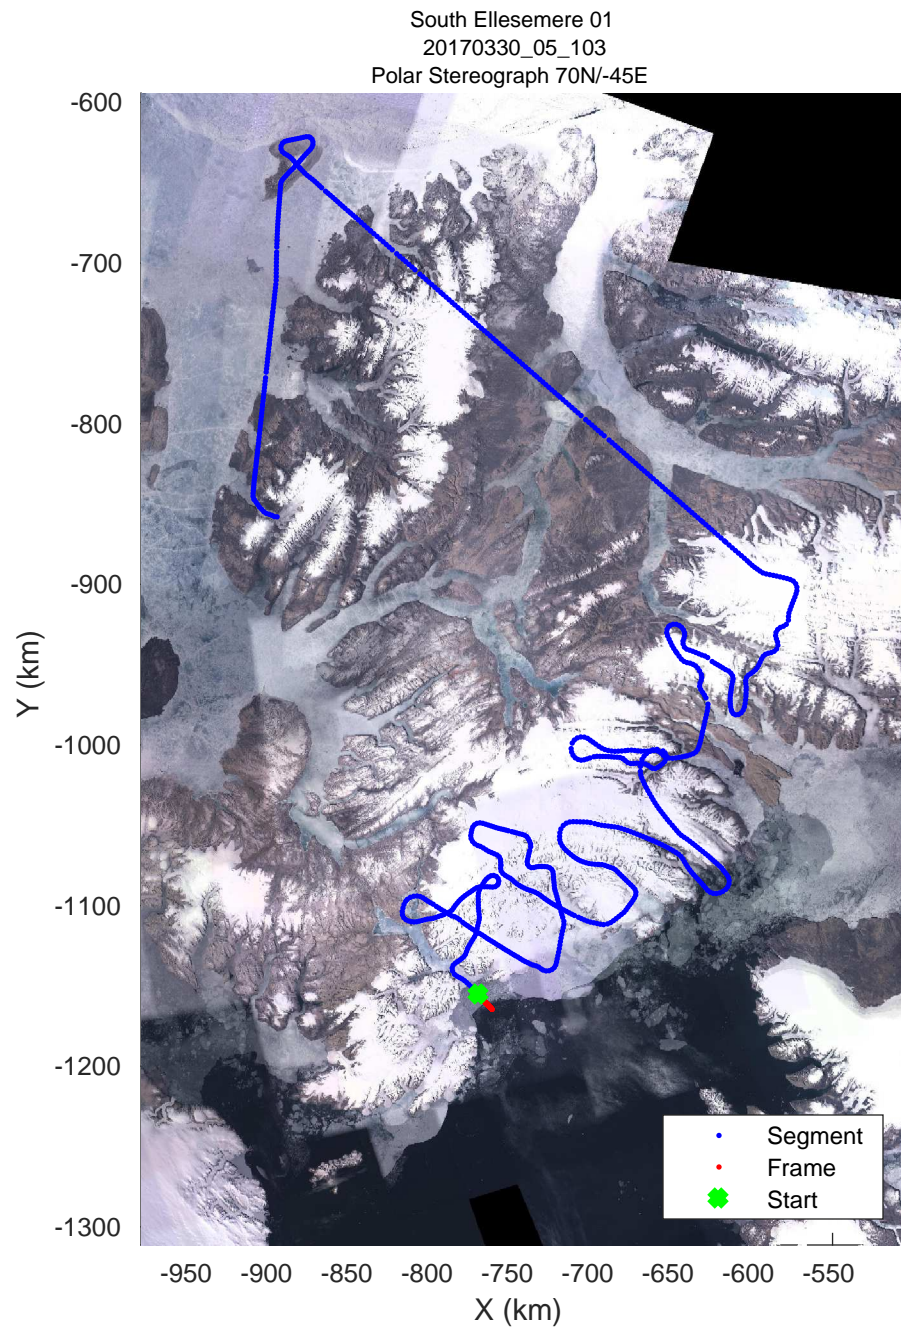 South Ellesemere 01
20170330_05_103
Polar Stereograph 70N/-45E
-600
-700
-800
-900
-1000
-1100
-1200
-1300
Y (km)
Segment
Frame
Start
-950 -900 -850 -800 -750 -700 -650 -600 -550
X (km)